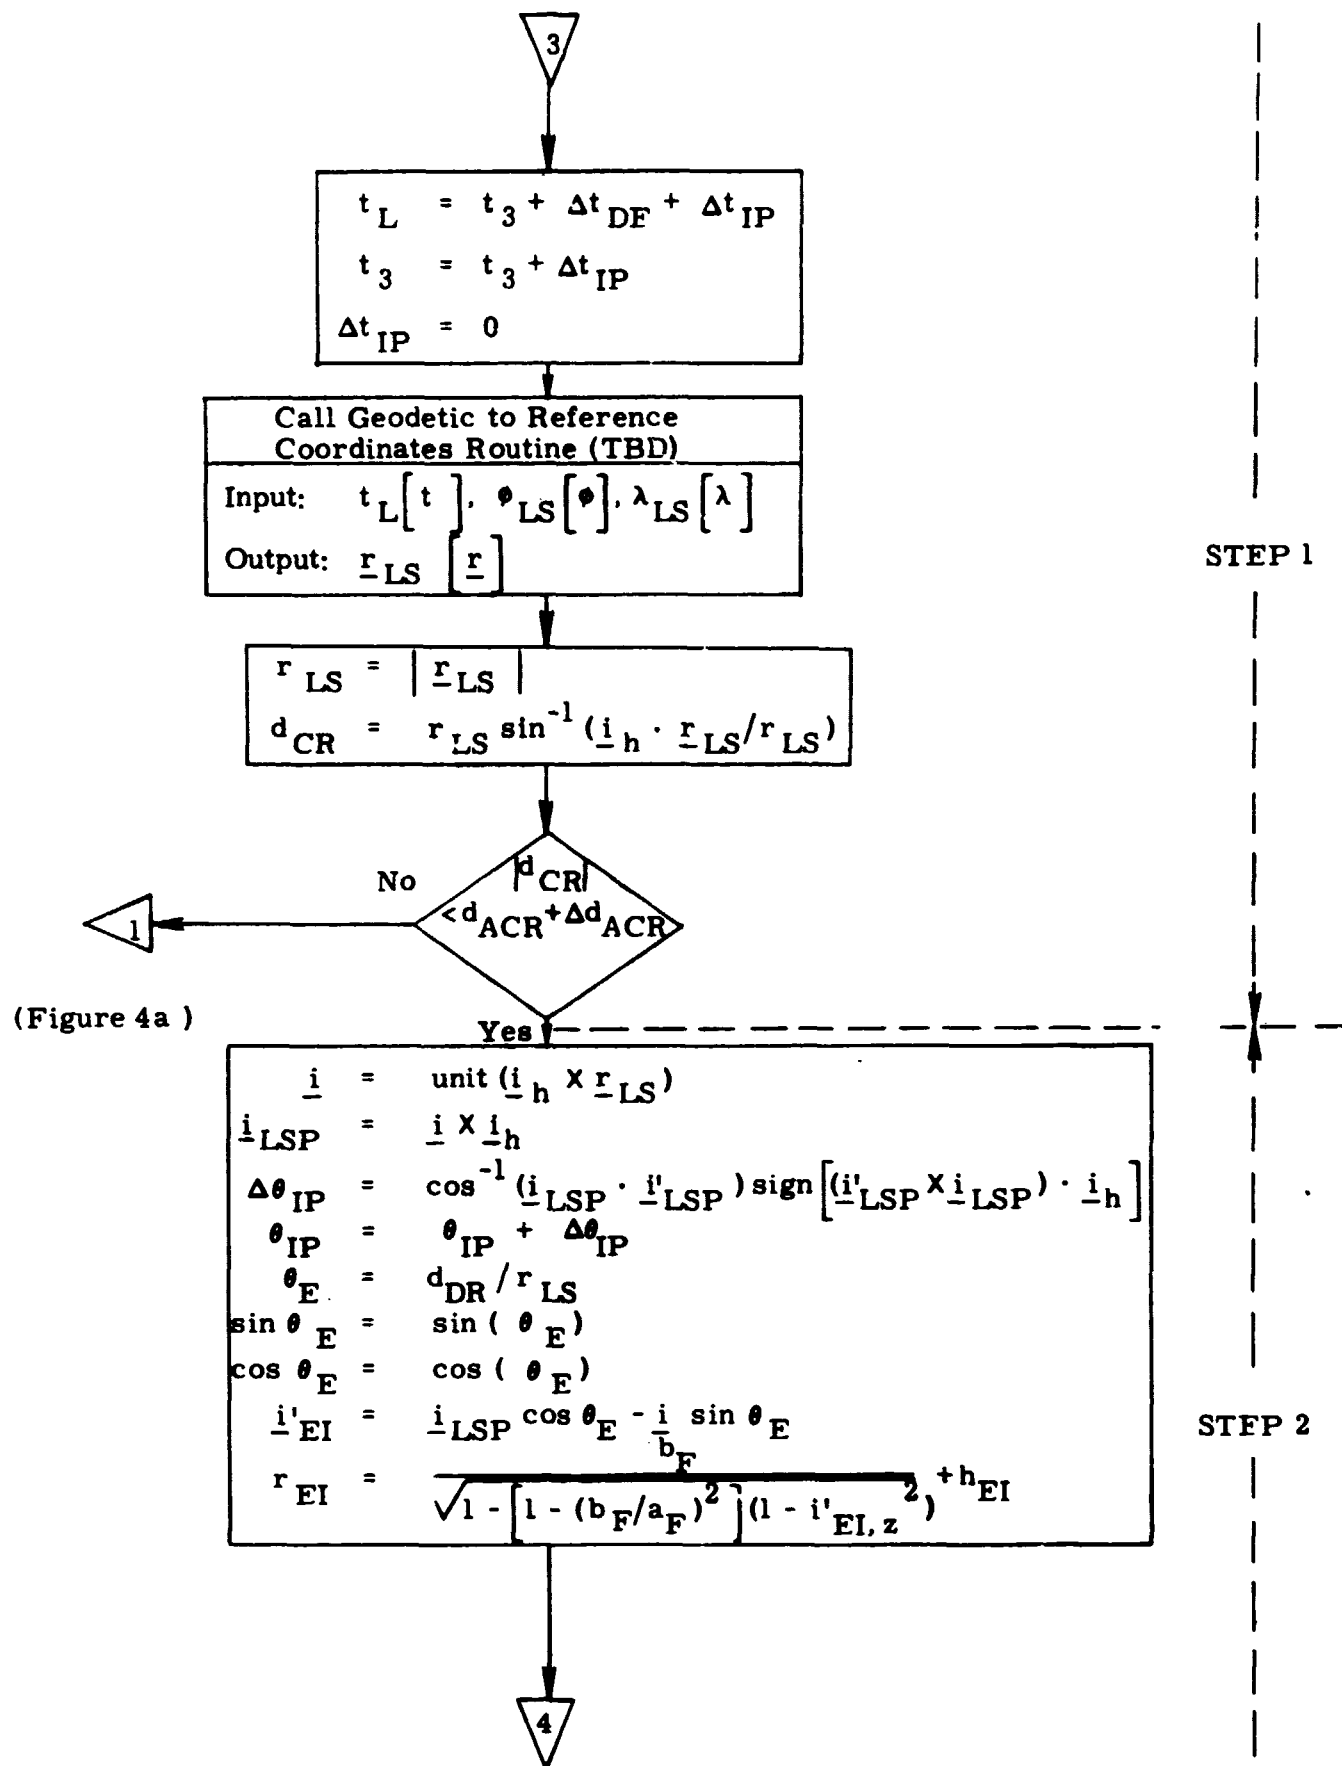 3
t_L = t_3 + Δt_DF + Δt_IP
t_3 = t_3 + Δt_IP
Δt_IP = 0
Call Geodetic to Reference
Coordinates Routine (TBD)
Input: t_L [t], φ_LS [φ], λ_LS [λ]
Output: r_LS [r]
STEP 1
r_LS = |r_LS|
d_CR = r_LS sin^-1 (i_h · r_LS/r_LS)
No
|d_CR|
<d_ACR + Δd_ACR
1
(Figure 4a )
Yes
i = unit (i_h X r_LS)
i_LSP = i X i_h
Δθ_IP = cos^-1 (i_LSP · i'_LSP) sign [(i'_LSP X i_LSP) · i_h]
θ_IP = θ_IP + Δθ_IP
θ_E = d_DR / r_LS
sin θ_E = sin ( θ_E)
cos θ_E = cos ( θ_E)
i'_EI = i_LSP cos θ_E - i sin θ_E
STEP 2
r_EI = b_F / √(1 - [1 - (b_F/a_F)^2] (1 - i'_EI, z^2)) + h_EI
4